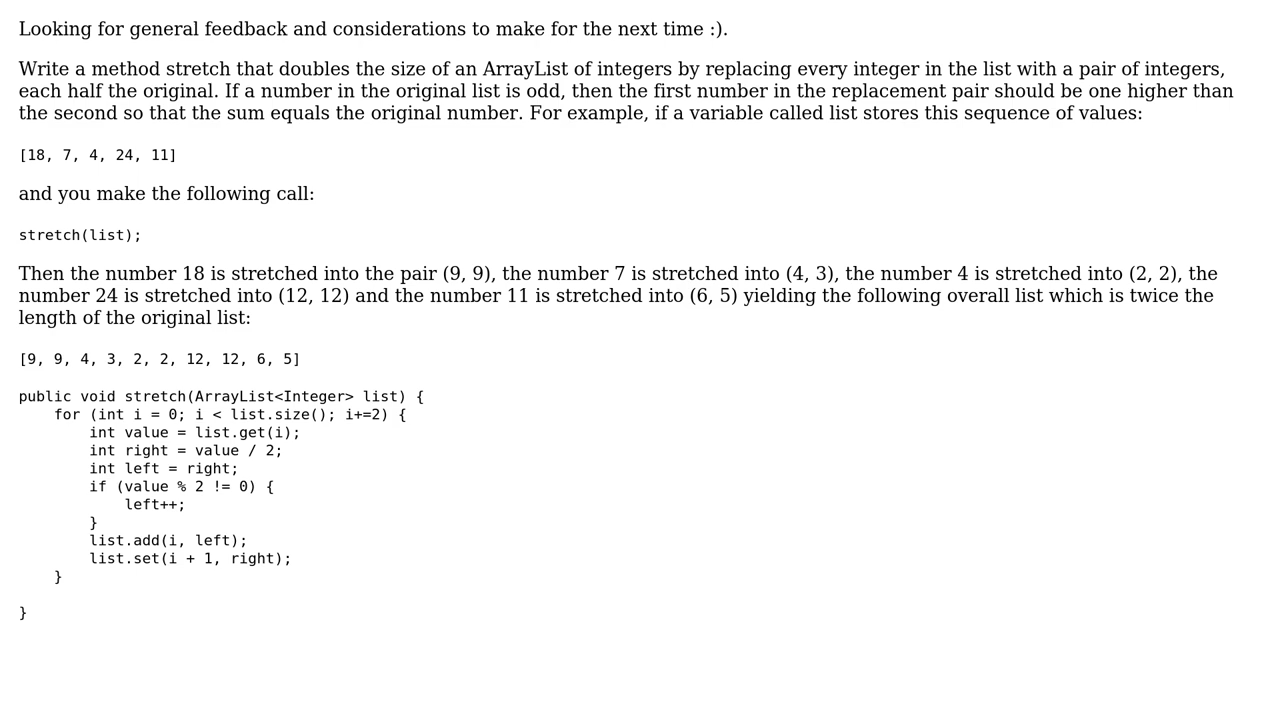 Looking for general feedback and considerations to make for the next time :).
Write a method stretch that doubles the size of an ArrayList of integers by replacing every integer in the list with a pair of integers,
each half the original. If a number in the original list is odd, then the first number in the replacement pair should be one higher than
the second so that the sum equals the original number. For example, if a variable called list stores this sequence of values:
[18, 7, 4, 24, 11]
and you make the following call:
stretch(list);
Then the number 18 is stretched into the pair (9, 9), the number 7 is stretched into (4, 3), the number 4 is stretched into (2, 2), the
number 24 is stretched into (12, 12) and the number 11 is stretched into (6, 5) yielding the following overall list which is twice the
length of the original list:
[9, 9, 4, 3, 2, 2, 12, 12, 6, 5]
public void stretch(ArrayList<Integer> list) {
    for (int i = 0; i < list.size(); i+=2) {
        int value = list.get(i);
        int right = value / 2;
        int left = right;
        if (value % 2 != 0) {
            left++;
        }
        list.add(i, left);
        list.set(i + 1, right);
    }
}